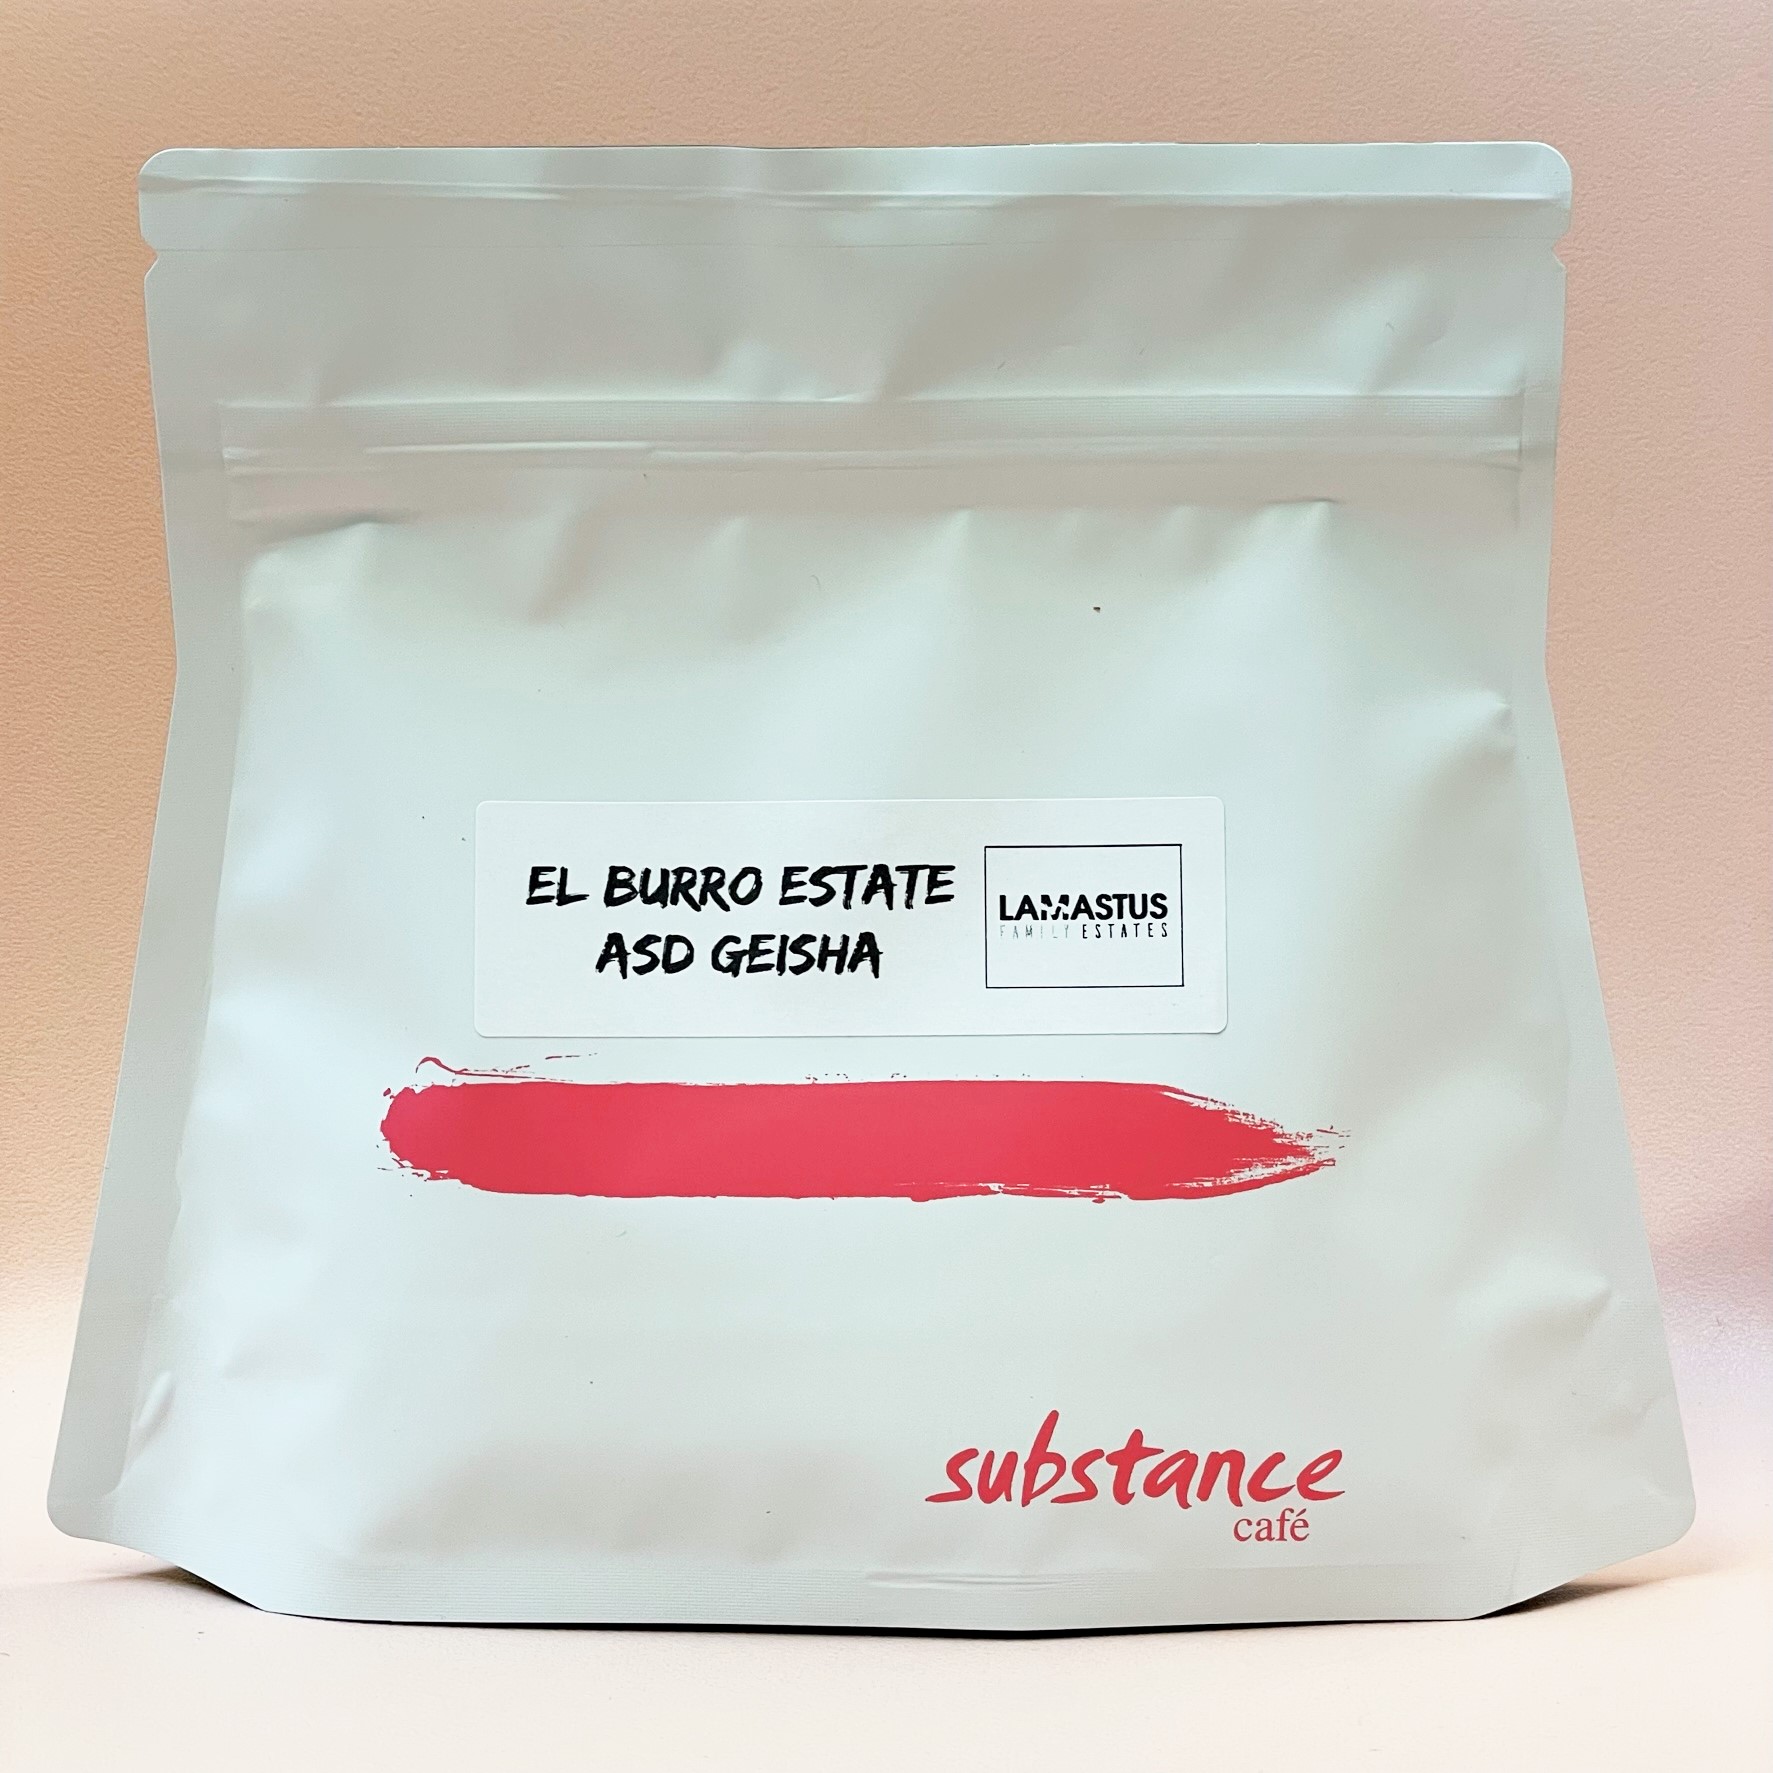 EL BURRO ESTATE
ASD GEISHA
LAMASTUS
FAMILY ESTATES
substance
café